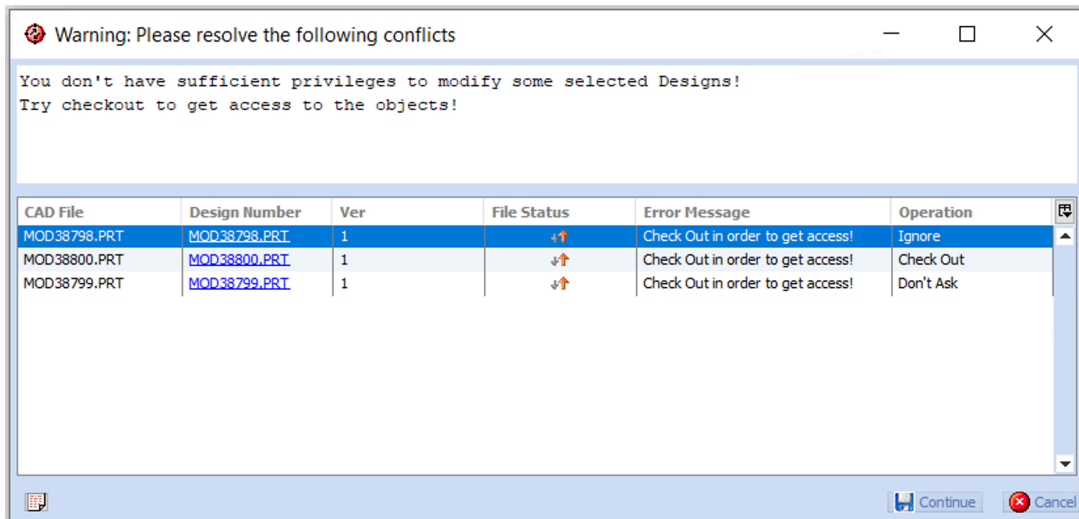 Warning: Please resolve the following conflicts
You don't have sufficient privileges to modify some selected Designs!
Try checkout to get access to the objects!
CAD File Design Number Ver File Status Error Message Operation
MOD38798.PRT MOD38798.PRT 1 Check Out in order to get access! Ignore
MOD38800.PRT MOD38800.PRT 1 Check Out in order to get access! Check Out
MOD38799.PRT MOD38799.PRT 1 Check Out in order to get access! Don't Ask
Continue Cancel